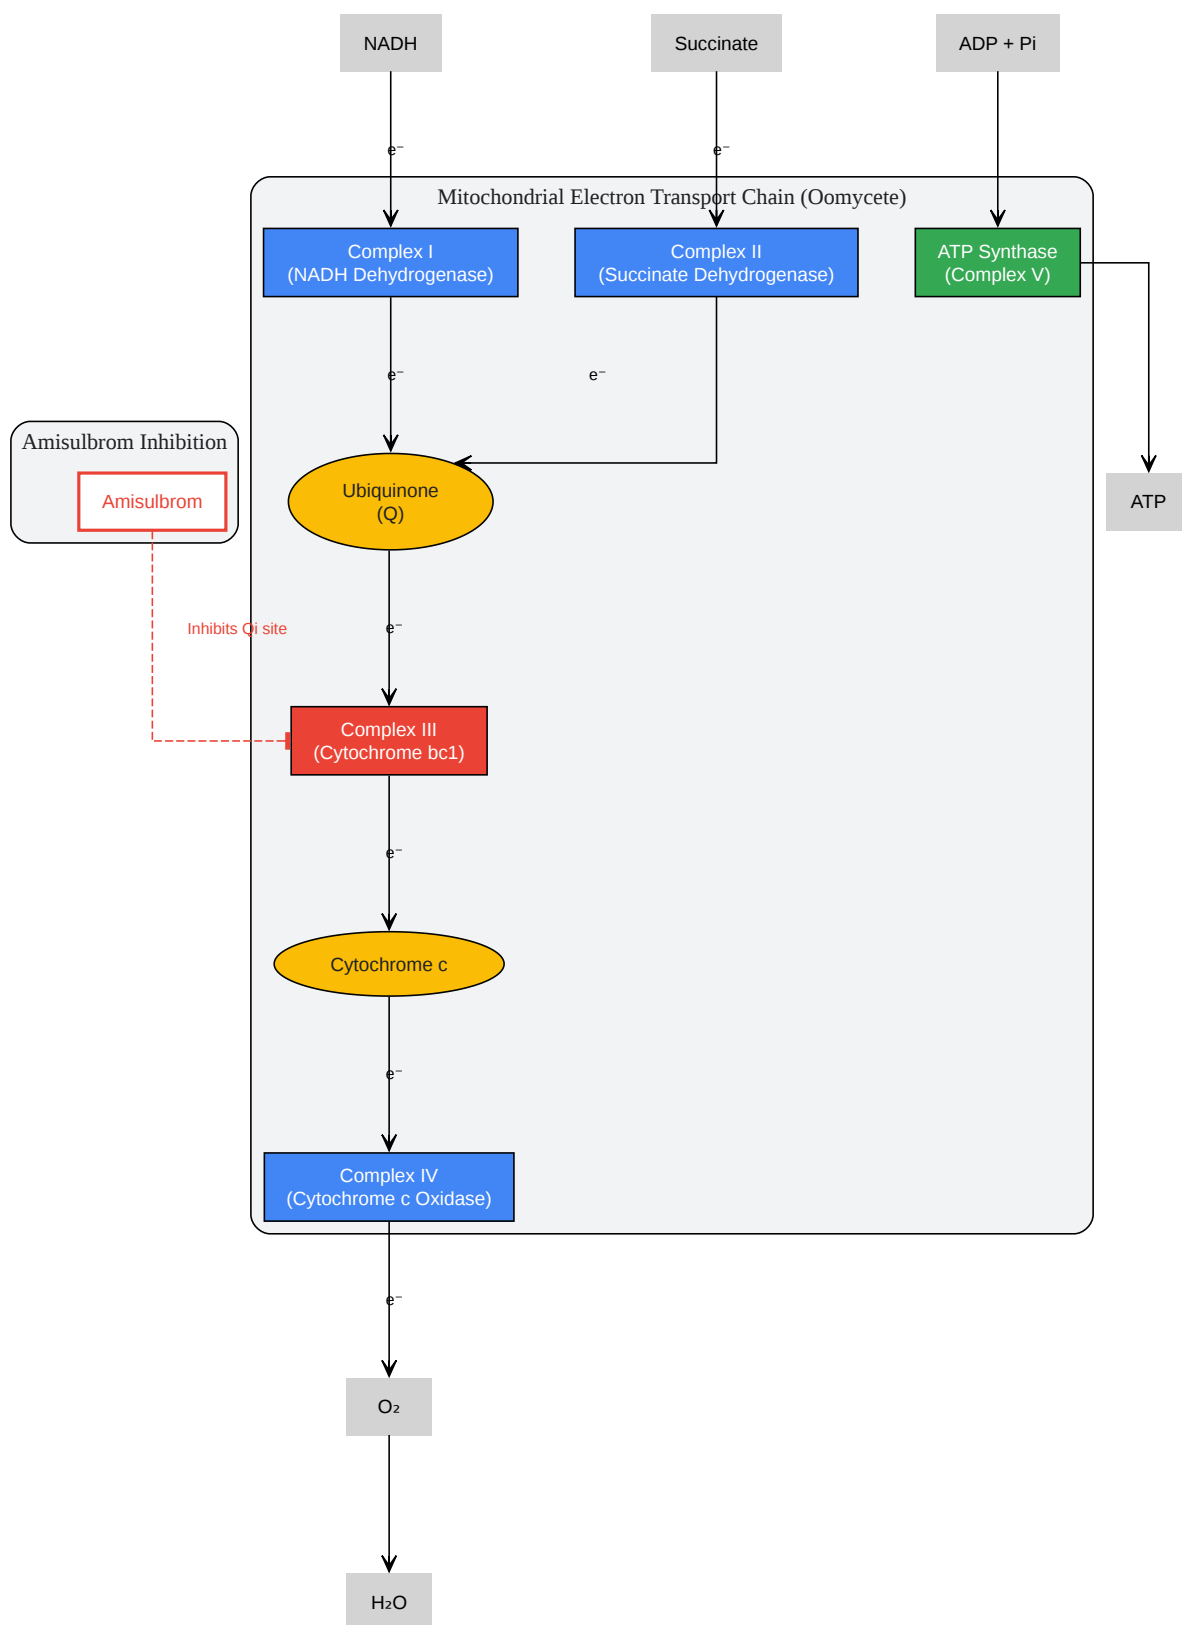 NADH
Succinate
ADP + Pi
e⁻
e⁻
Mitochondrial Electron Transport Chain (Oomycete)
Complex I
(NADH Dehydrogenase)
Complex II
(Succinate Dehydrogenase)
ATP Synthase
(Complex V)
e⁻
e⁻
Amisulbrom Inhibition
Amisulbrom
Ubiquinone
(Q)
ATP
Inhibits Qi site
e⁻
Complex III
(Cytochrome bc1)
e⁻
Cytochrome c
e⁻
Complex IV
(Cytochrome c Oxidase)
e⁻
O₂
H₂O